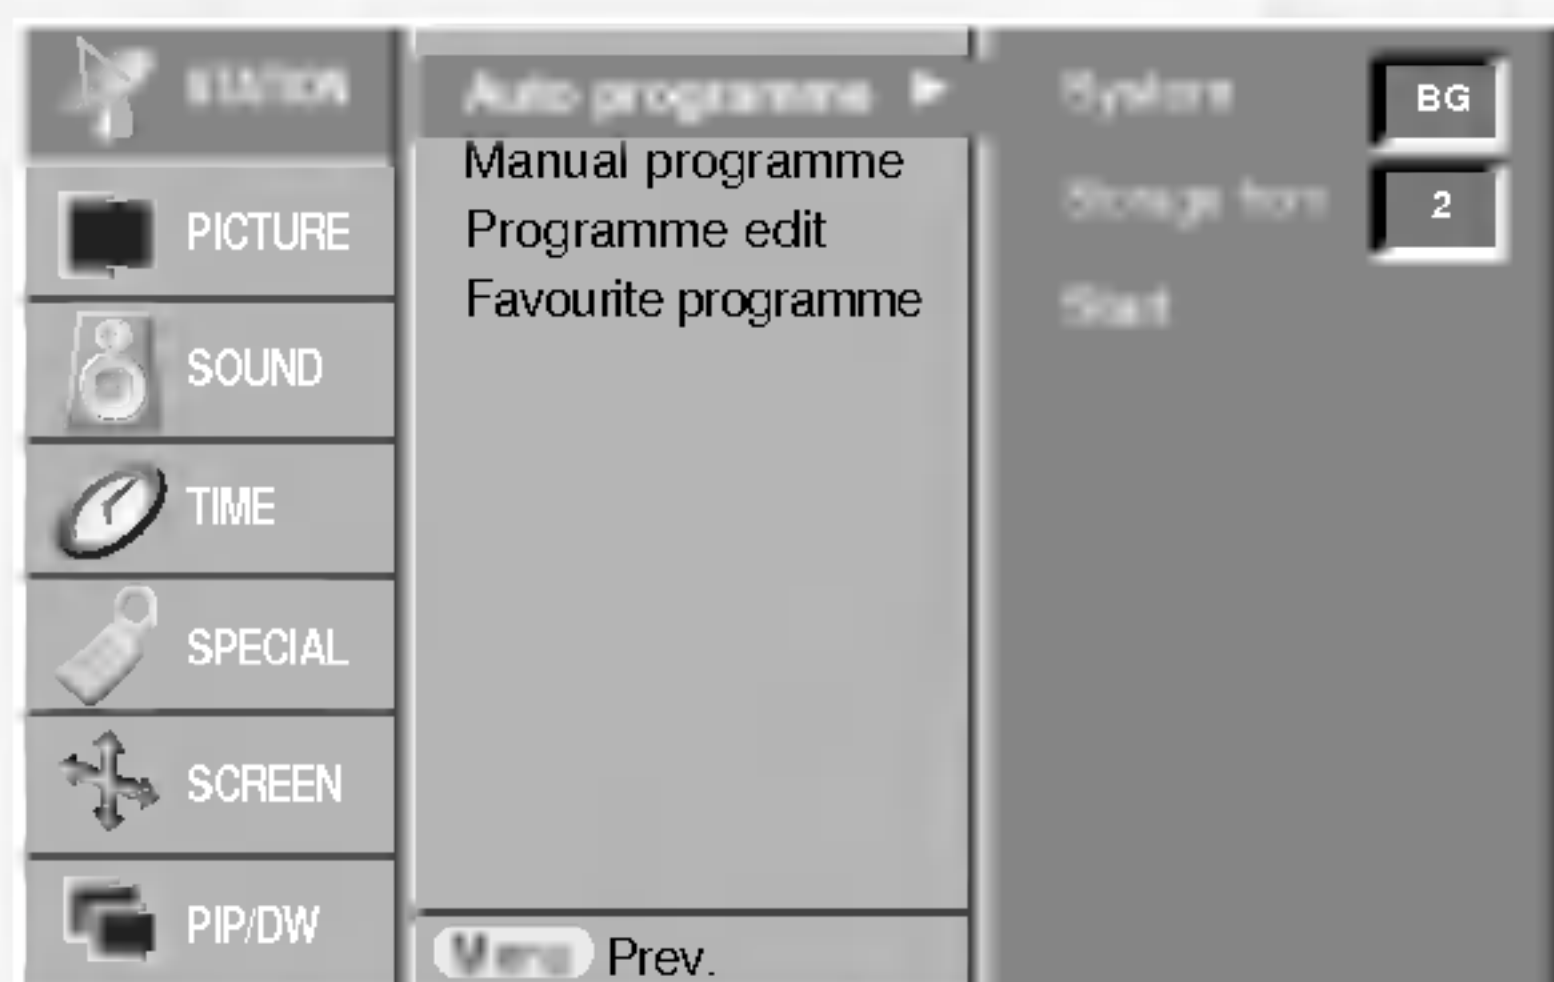 STATION
PICTURE
SOUND
TIME
SPECIAL
SCREEN
PIP/DW
Auto programme ►
Manual programme
Programme edit
Favourite programme
Menu Prev.
System BG
Storage from 2
Start